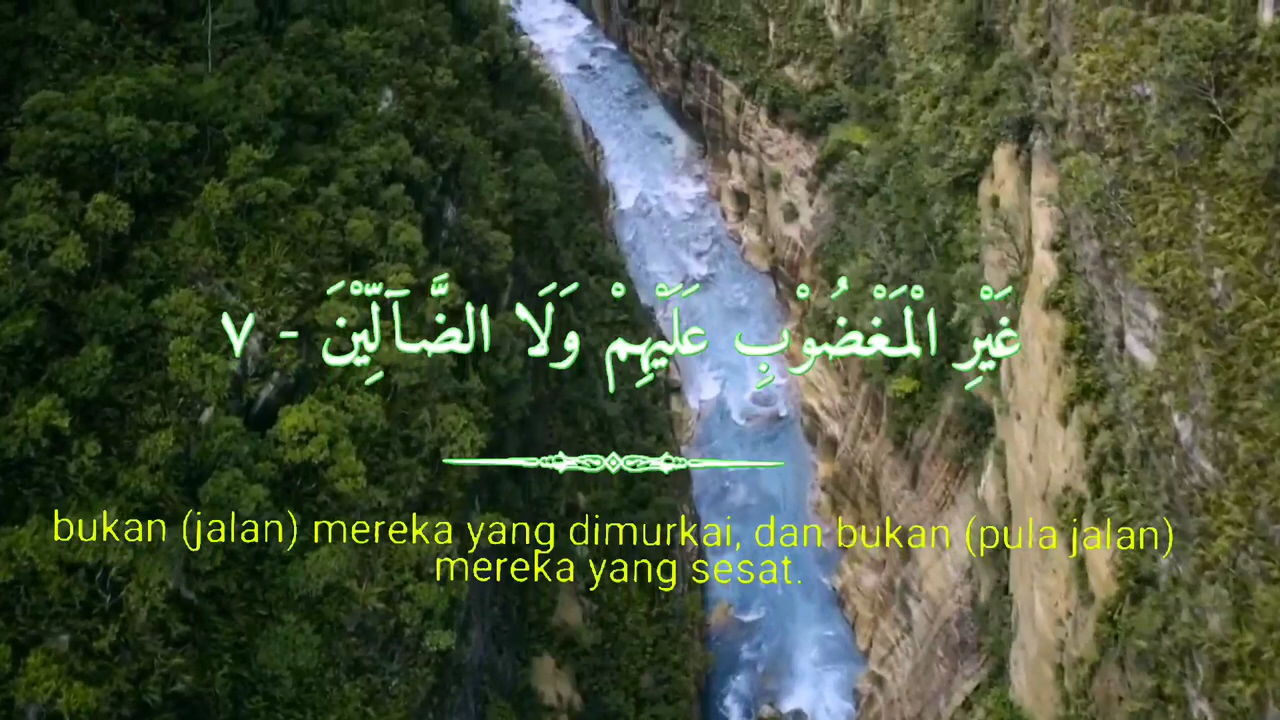 غَيْرِ الْمَغْضُوْبِ عَلَيْهِمْ وَلَا الضَّاۤلِّيْنَ - ٧
bukan (jalan) mereka yang dimurkai, dan bukan (pula jalan)
mereka yang sesat.